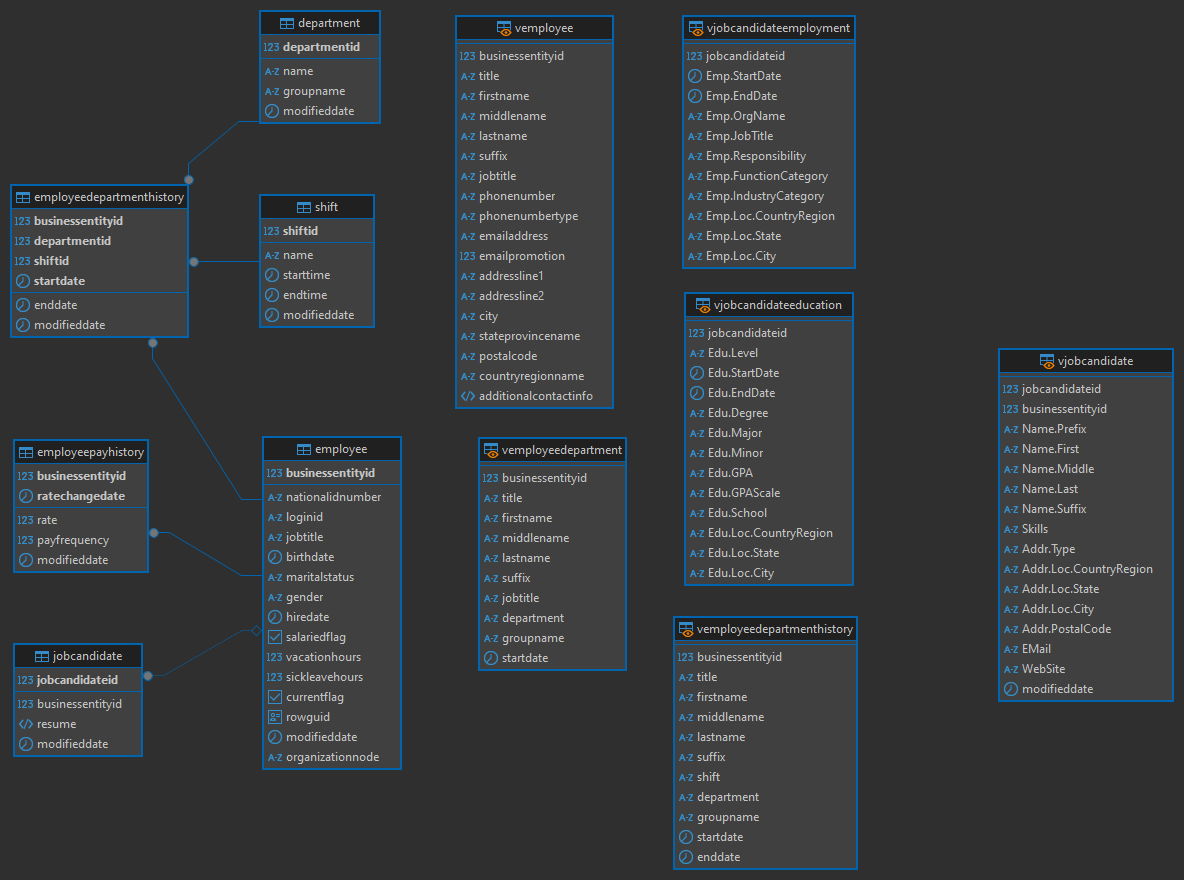 department
123 departmentid
A-Z name
A-Z groupname
modifieddate
employeedepartmenthistory
123 businessentityid
123 departmentid
123 shiftid
startdate
enddate
modifieddate
shift
123 shiftid
A-Z name
starttime
endtime
modifieddate
employeepayhistory
123 businessentityid
ratechangedate
123 rate
123 payfrequency
modifieddate
employee
123 businessentityid
A-Z nationalidnumber
A-Z loginid
A-Z jobtitle
birthdate
A-Z maritalstatus
A-Z gender
hiredate
salariedflag
123 vacationhours
123 sickleavehours
currentflag
rowguid
modifieddate
A-Z organizationnode
jobcandidate
123 jobcandidateid
123 businessentityid
</> resume
modifieddate
vemployee
123 businessentityid
A-Z title
A-Z firstname
A-Z middlename
A-Z lastname
A-Z suffix
A-Z jobtitle
A-Z phonenumber
A-Z phonenumbertype
A-Z emailaddress
123 emailpromotion
A-Z addressline1
A-Z addressline2
A-Z city
A-Z stateprovincename
A-Z postalcode
A-Z countryregionname
</> additionalcontactinfo
vemployeedepartment
123 businessentityid
A-Z title
A-Z firstname
A-Z middlename
A-Z lastname
A-Z suffix
A-Z jobtitle
A-Z department
A-Z groupname
startdate
vjobcandidateemployment
123 jobcandidateid
Emp.StartDate
Emp.EndDate
A-Z Emp.OrgName
A-Z Emp.JobTitle
A-Z Emp.Responsibility
A-Z Emp.FunctionCategory
A-Z Emp.IndustryCategory
A-Z Emp.Loc.CountryRegion
A-Z Emp.Loc.State
A-Z Emp.Loc.City
vjobcandidateeducation
123 jobcandidateid
A-Z Edu.Level
Edu.StartDate
Edu.EndDate
A-Z Edu.Degree
A-Z Edu.Major
A-Z Edu.Minor
A-Z Edu.GPA
A-Z Edu.GPAScale
A-Z Edu.School
A-Z Edu.Loc.CountryRegion
A-Z Edu.Loc.State
A-Z Edu.Loc.City
vemployeedepartmenthistory
123 businessentityid
A-Z title
A-Z firstname
A-Z middlename
A-Z lastname
A-Z suffix
A-Z shift
A-Z department
A-Z groupname
startdate
enddate
vjobcandidate
123 jobcandidateid
123 businessentityid
A-Z Name.Prefix
A-Z Name.First
A-Z Name.Middle
A-Z Name.Last
A-Z Name.Suffix
A-Z Skills
A-Z Addr.Type
A-Z Addr.Loc.CountryRegion
A-Z Addr.Loc.State
A-Z Addr.Loc.City
A-Z Addr.PostalCode
A-Z EMail
A-Z WebSite
modifieddate